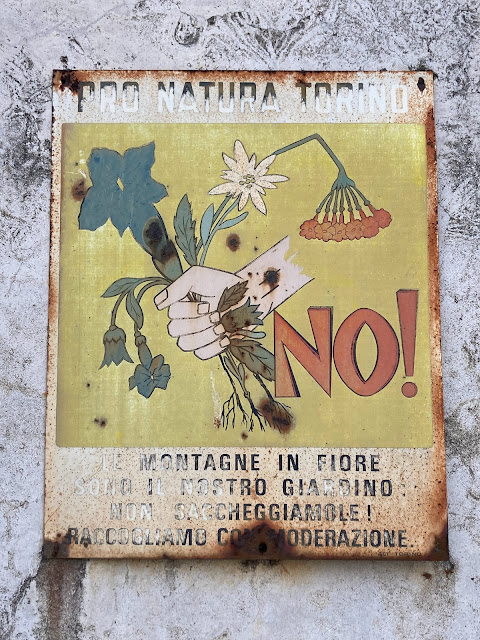 PRO NATURA TORINO
NO!
LE MONTAGNE IN FIORE
SONO IL NOSTRO GIARDINO:
NON SACCHEGGIAMOLE!
RACCOGLIAMO CON MODERAZIONE.